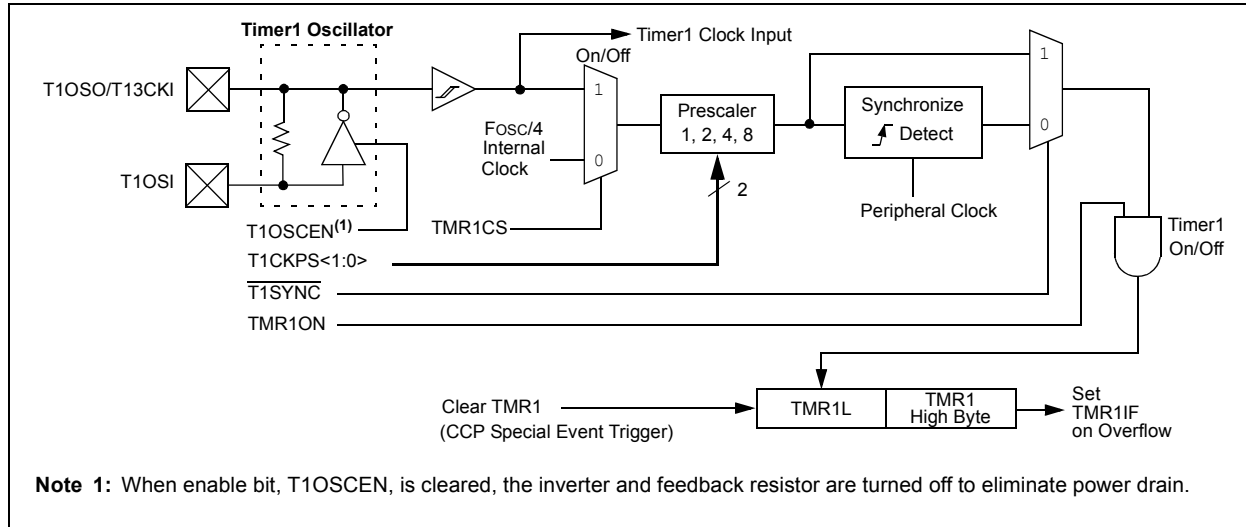 Timer1 Oscillator
T1OSO/T13CKI
T1OSI
Timer1 Clock Input
On/Off
1
0
FOSC/4
Internal
Clock
Prescaler
1, 2, 4, 8
2
Synchronize
Detect
Peripheral Clock
1
0
Timer1
On/Off
T1OSCEN(1)
TMR1CS
T1CKPS<1:0>
T1SYNC
TMR1ON
Clear TMR1
(CCP Special Event Trigger)
TMR1L
TMR1
High Byte
Set
TMR1IF
on Overflow
Note 1: When enable bit, T1OSCEN, is cleared, the inverter and feedback resistor are turned off to eliminate power drain.